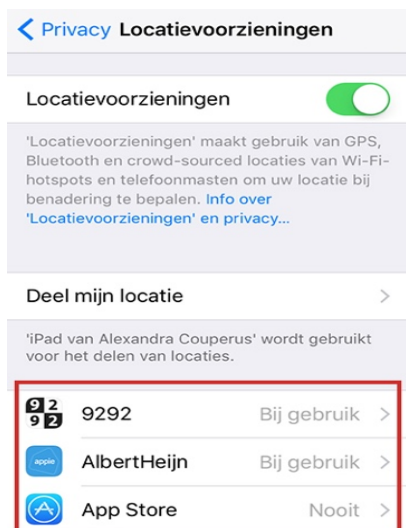 Privacy Locatievoorzieningen
Locatievoorzieningen
'Locatievoorzieningen' maakt gebruik van GPS,
Bluetooth en crowd-sourced locaties van Wi-Fi-
hotspots en telefoonmasten om uw locatie bij
benadering te bepalen. Info over
'Locatievoorzieningen' en privacy...
Deel mijn locatie
'iPad van Alexandra Couperus' wordt gebruikt
voor het delen van locaties.
92
92 9292 Bij gebruik
appie AlbertHeijn Bij gebruik
App Store Nooit